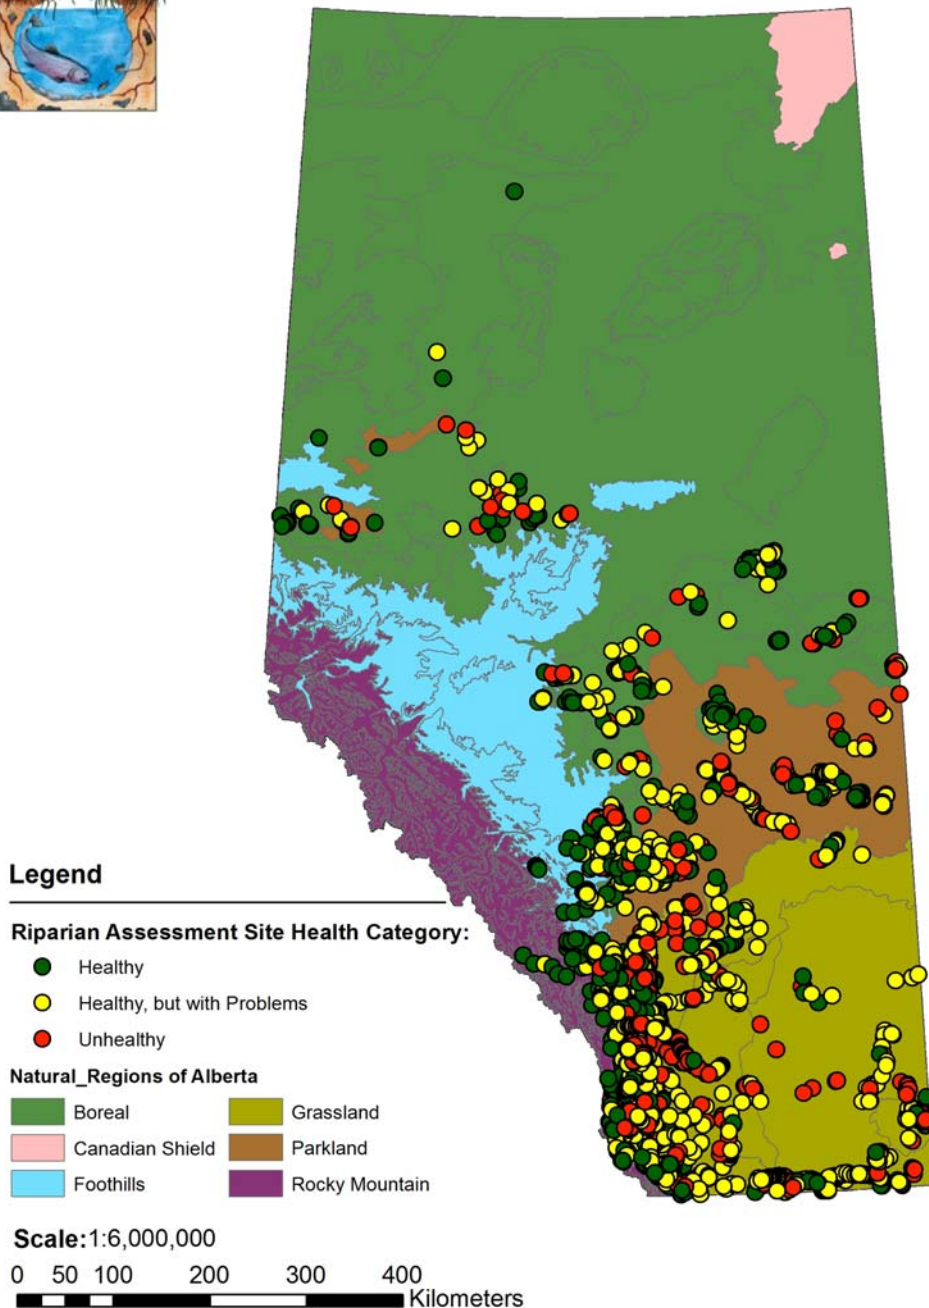 Legend
Riparian Assessment Site Health Category:
Healthy
Healthy, but with Problems
Unhealthy
Natural_Regions of Alberta
Boreal
Grassland
Canadian Shield
Parkland
Foothills
Rocky Mountain
Scale:1:6,000,000
0 50 100 200 300 400
Kilometers